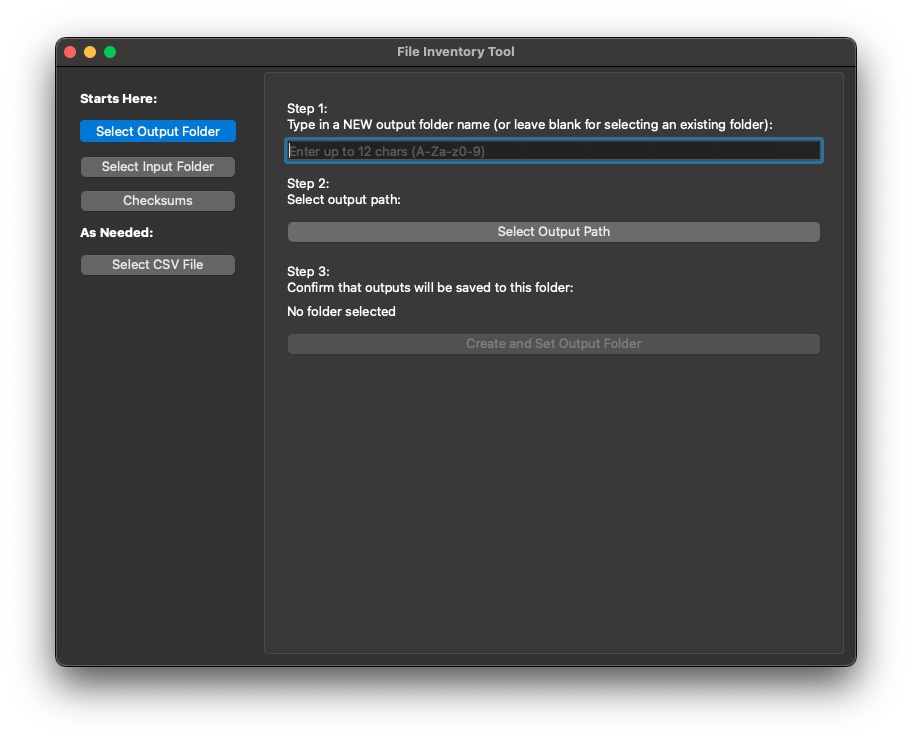 File Inventory Tool
Starts Here:
Select Output Folder
Select Input Folder
Checksums
As Needed:
Select CSV File
Step 1:
Type in a NEW output folder name (or leave blank for selecting an existing folder):
Enter up to 12 chars (A-Za-z0-9)
Step 2:
Select output path:
Select Output Path
Step 3:
Confirm that outputs will be saved to this folder:
No folder selected
Create and Set Output Folder